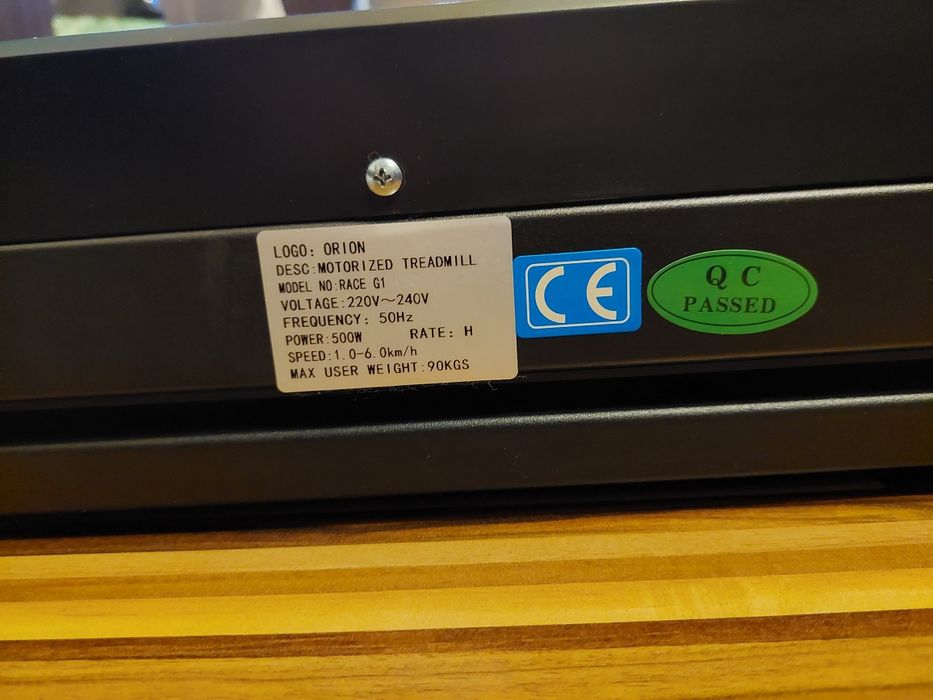 LOGO: ORION
DESC:MOTORIZED TREADMILL
MODEL NO:RACE G1
VOLTAGE:220V～240V
FREQUENCY: 50Hz
POWER:500W RATE: H
SPEED:1.0-6.0km/h
MAX USER WEIGHT:90KGS
CE
QC
PASSED